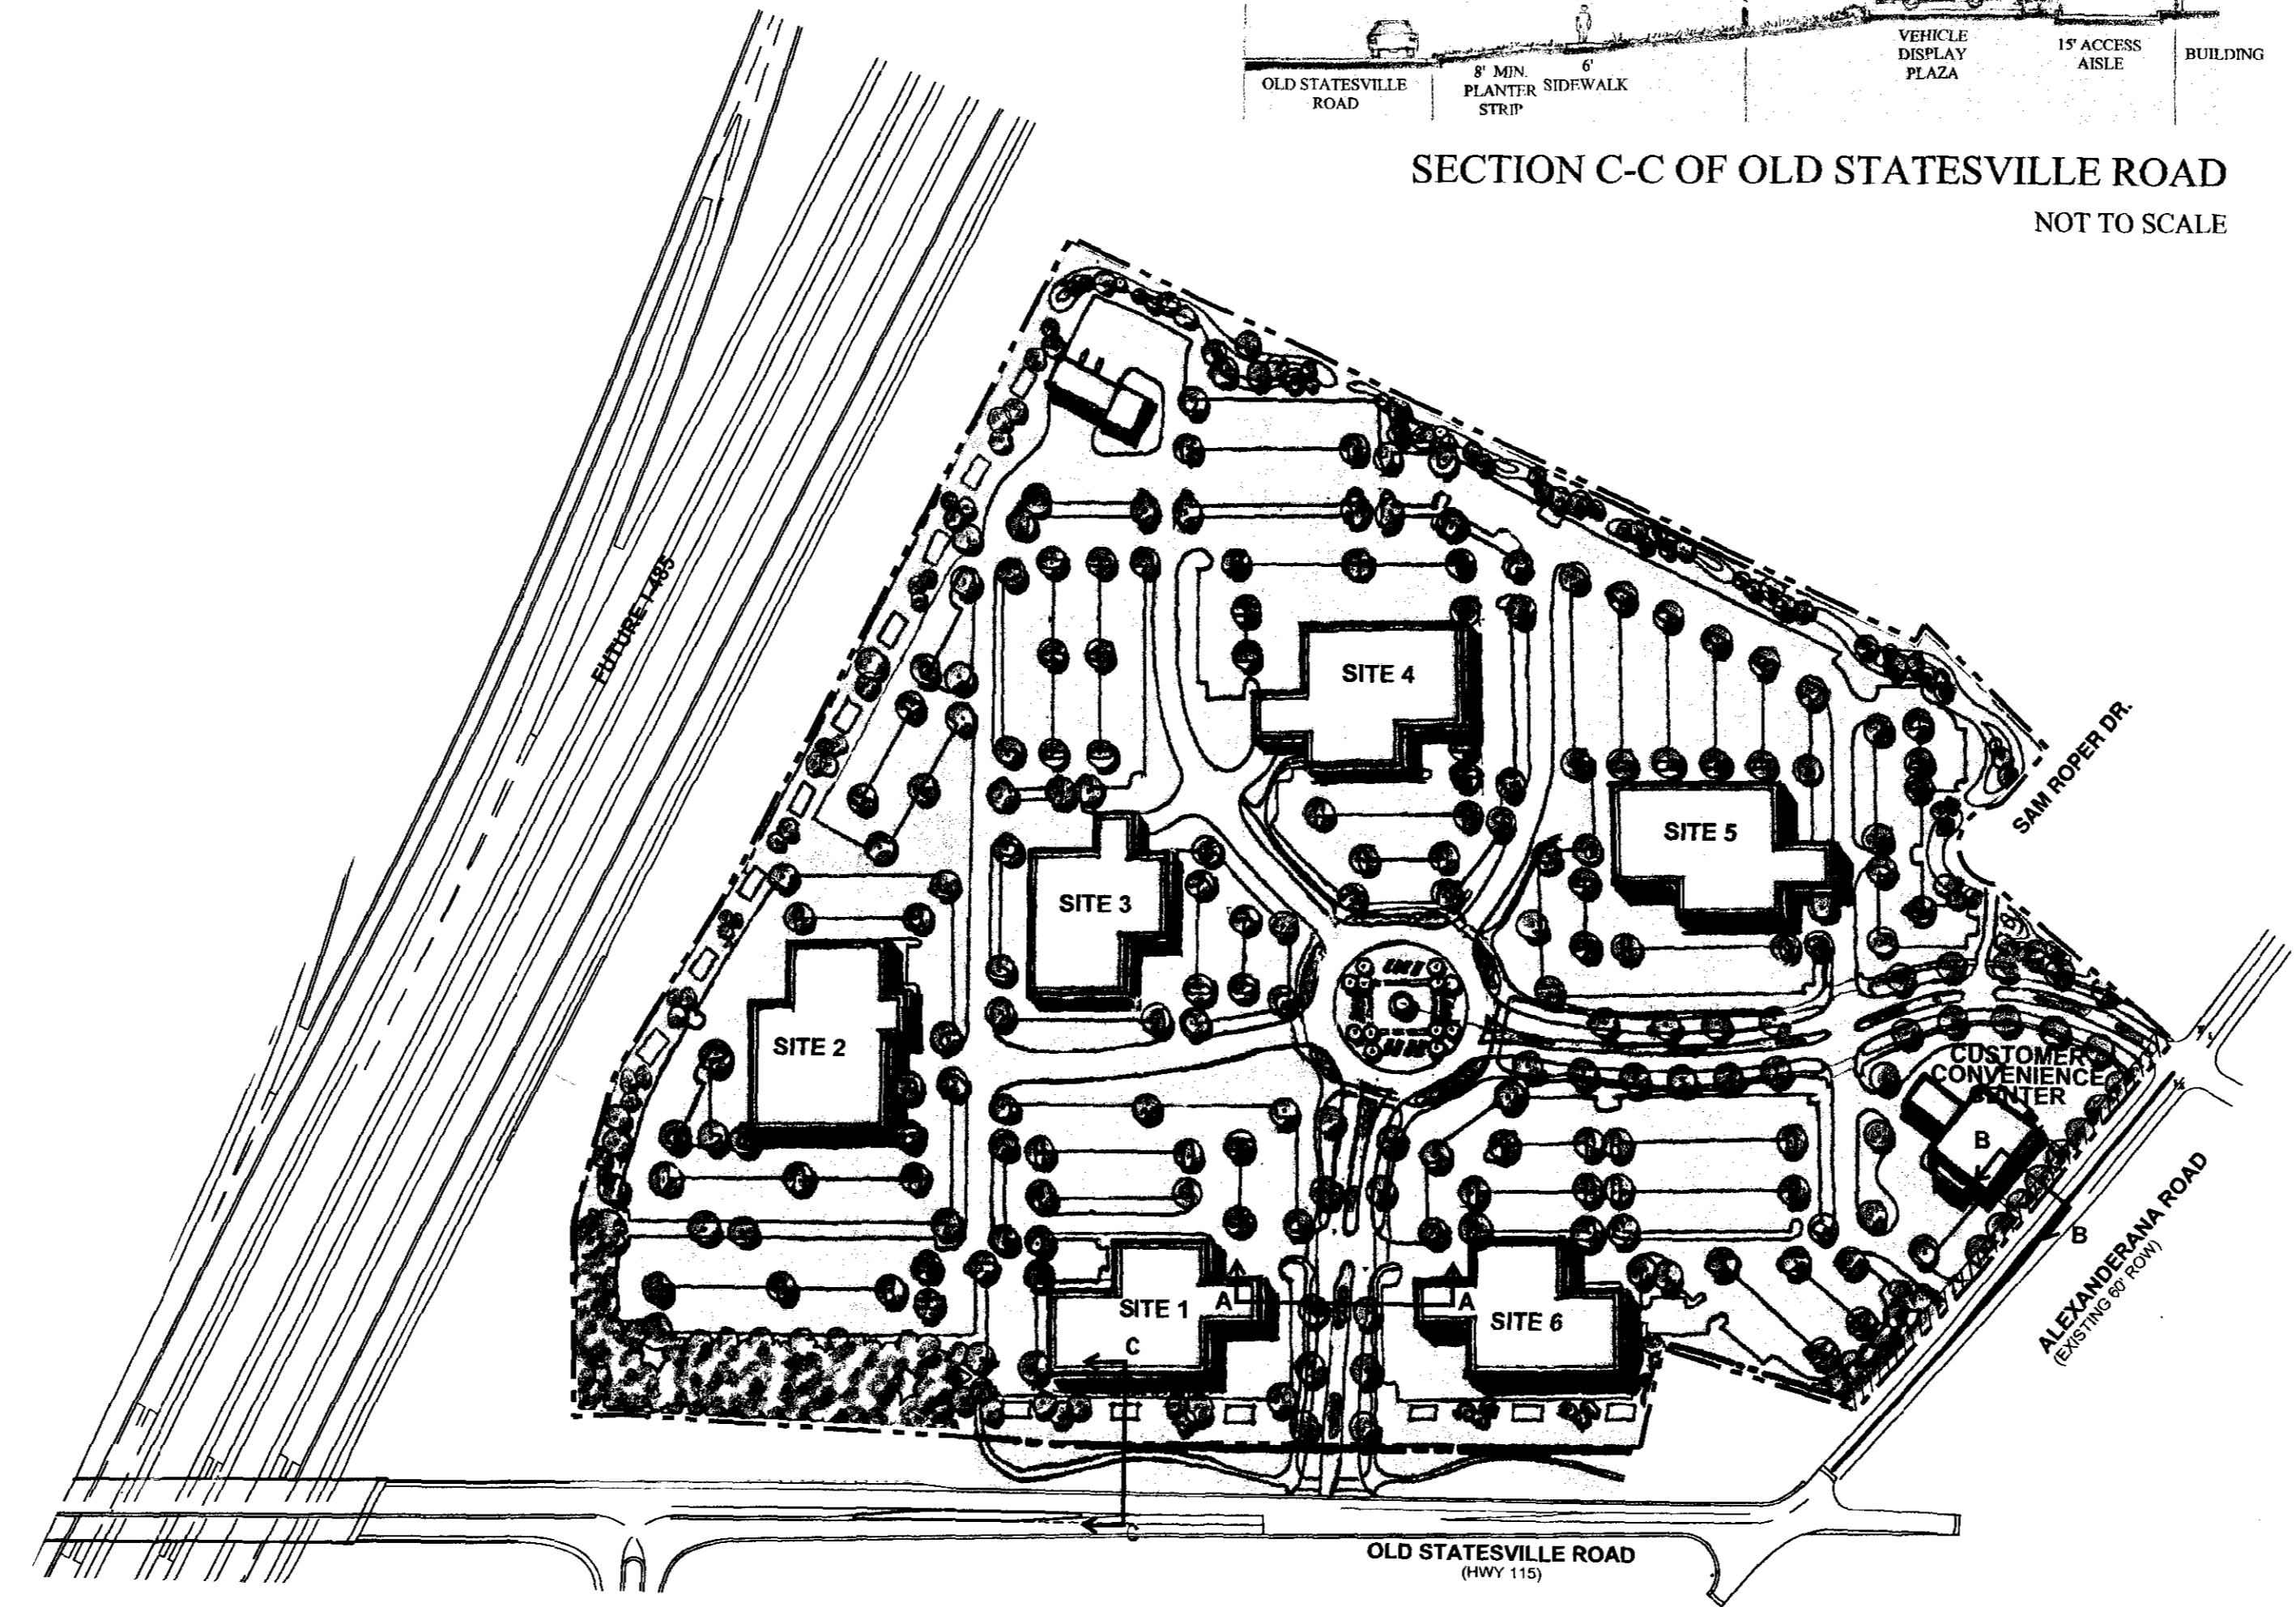 OLD STATESVILLE
ROAD
8' MIN.
PLANTER
STRIP
6'
SIDEWALK
VEHICLE
DISPLAY
PLAZA
15' ACCESS
AISLE
BUILDING
SECTION C-C OF OLD STATESVILLE ROAD
NOT TO SCALE
FUTURE I-485
SITE 4
SAM ROPER DR.
SITE 5
SITE 3
SITE 2
CUSTOMER
CONVENIENCE
CENTER
B
B
ALEXANDERANA ROAD
(EXISTING 60' ROW)
SITE 1
A
A
SITE 6
C
C
OLD STATESVILLE ROAD
(HWY 115)